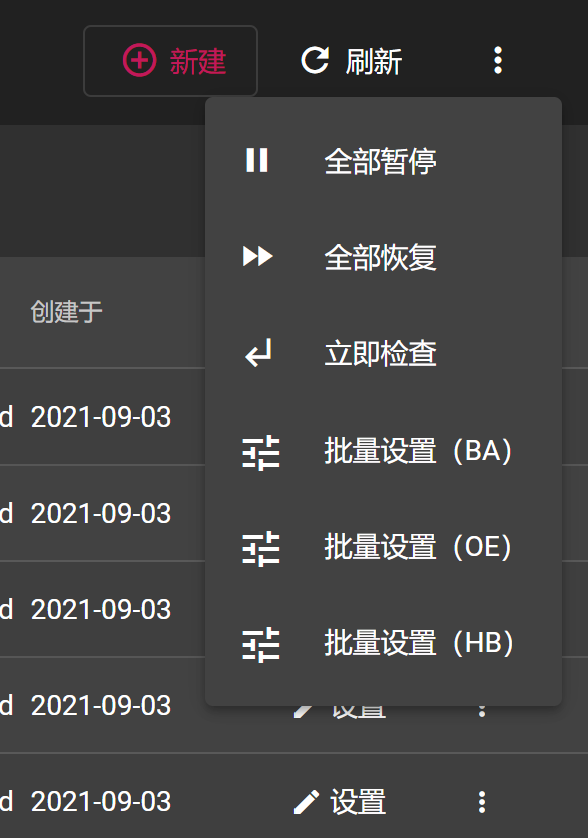 新建 刷新
全部暂停
全部恢复
创建于
立即检查
d 2021-09-03
批量设置（BA）
d 2021-09-03
批量设置（OE）
d 2021-09-03
批量设置（HB）
d 2021-09-03 设置
d 2021-09-03 设置